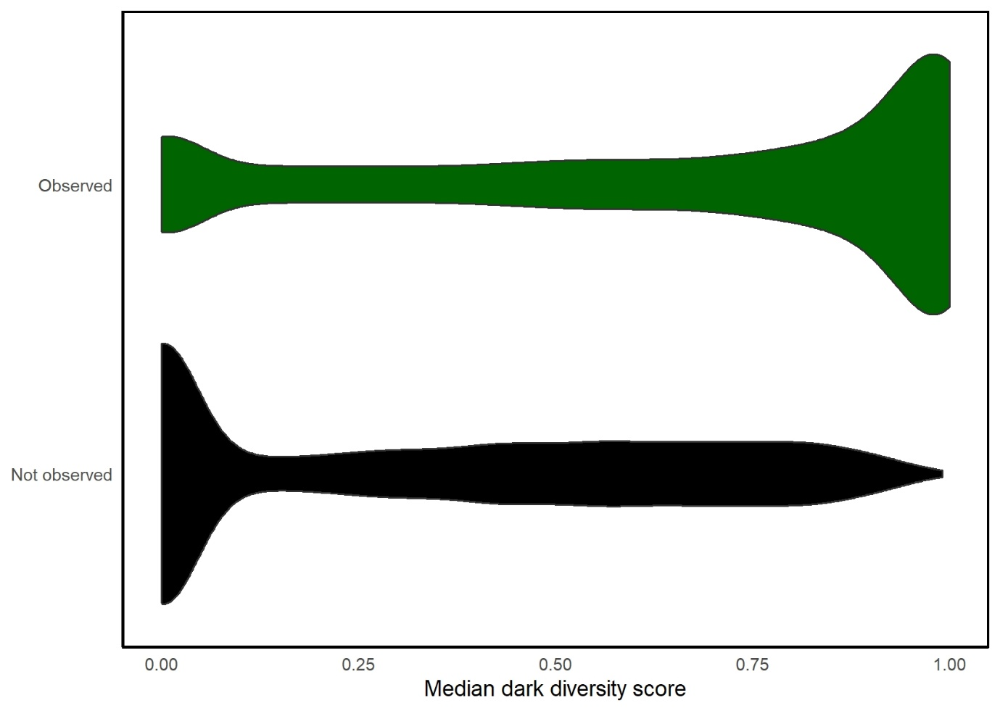 Observed
Not observed
0.00 0.25 0.50 0.75 1.00
Median dark diversity score